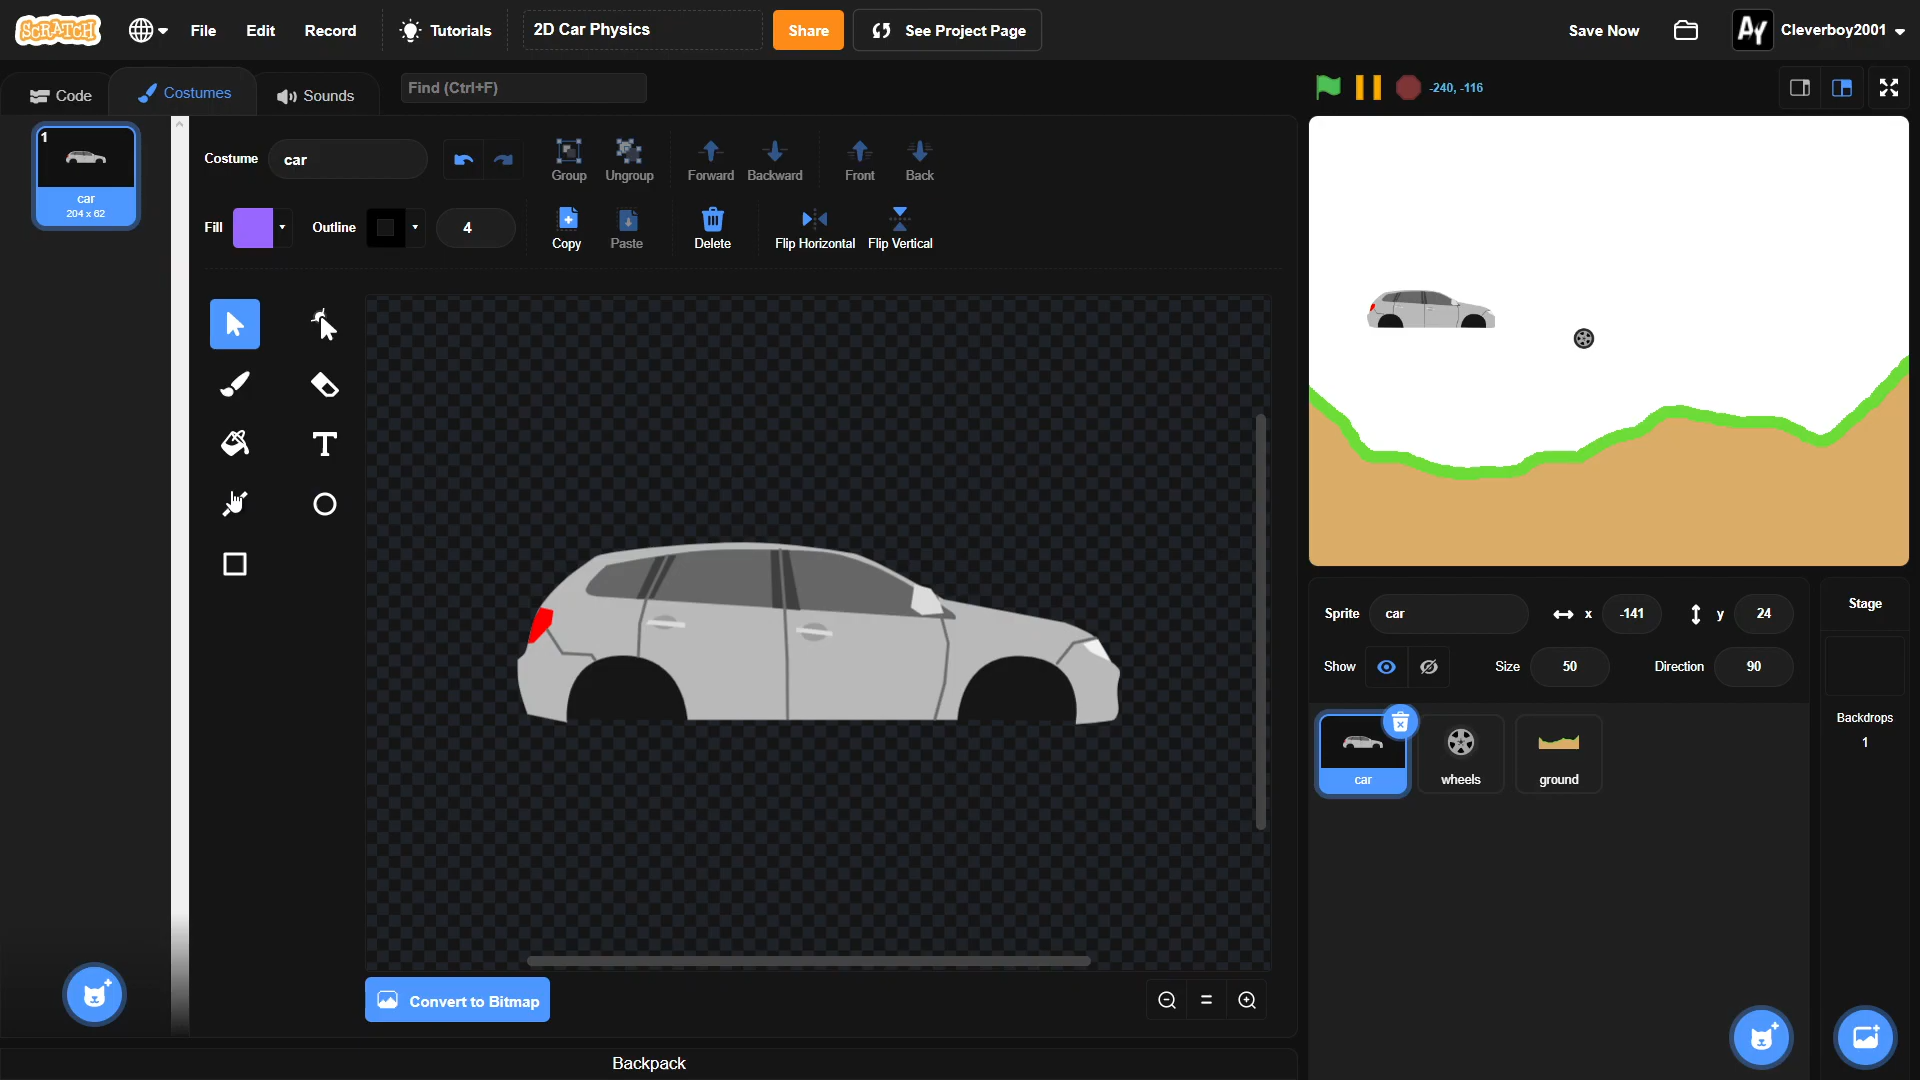 SCRATCH
File
Edit
Record
Tutorials
2D Car Physics
Share
See Project Page
Save Now
Ay
Cleverboy2001
Code
Costumes
Sounds
Find (Ctrl+F)
-240, -116
1
car
204 x 62
Costume
car
Group
Ungroup
Forward
Backward
Front
Back
Fill
Outline
4
Copy
Paste
Delete
Flip Horizontal
Flip Vertical
T
Convert to Bitmap
Backpack
Sprite
car
x
-141
y
24
Show
Size
50
Direction
90
car
wheels
ground
Stage
Backdrops
1